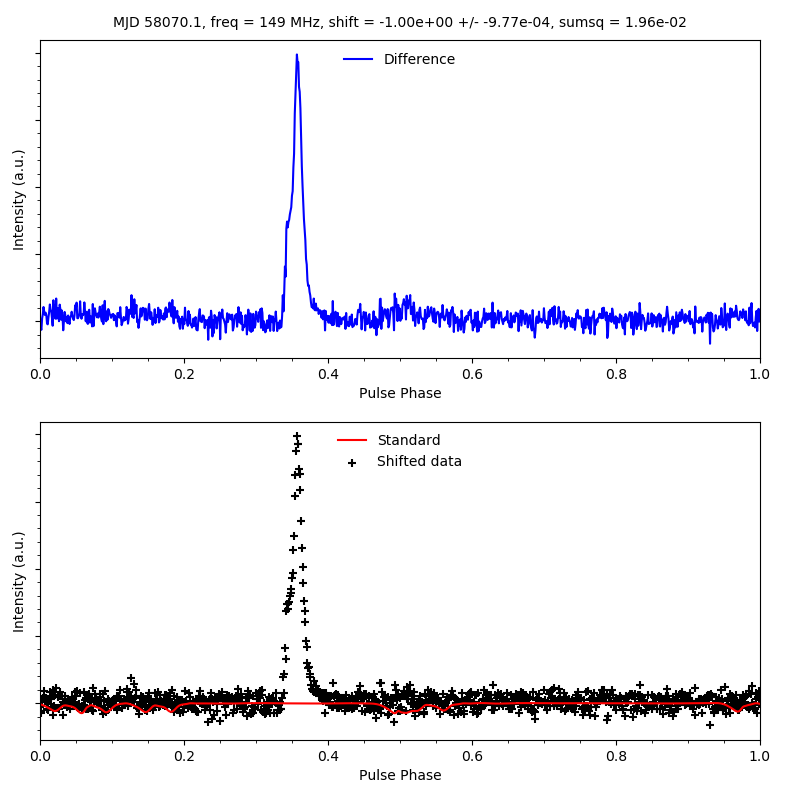 MJD 58070.1, freq = 149 MHz, shift = -1.00e+00 +/- -9.77e-04, sumsq = 1.96e-02
Difference
Intensity (a.u.)
0.0 0.2 0.4 0.6 0.8 1.0
Pulse Phase
Standard
Shifted data
Intensity (a.u.)
0.0 0.2 0.4 0.6 0.8 1.0
Pulse Phase